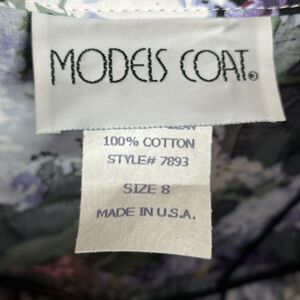 MODELS COAT®
100% COTTON
STYLE# 7893
SIZE 8
MADE IN U.S.A.